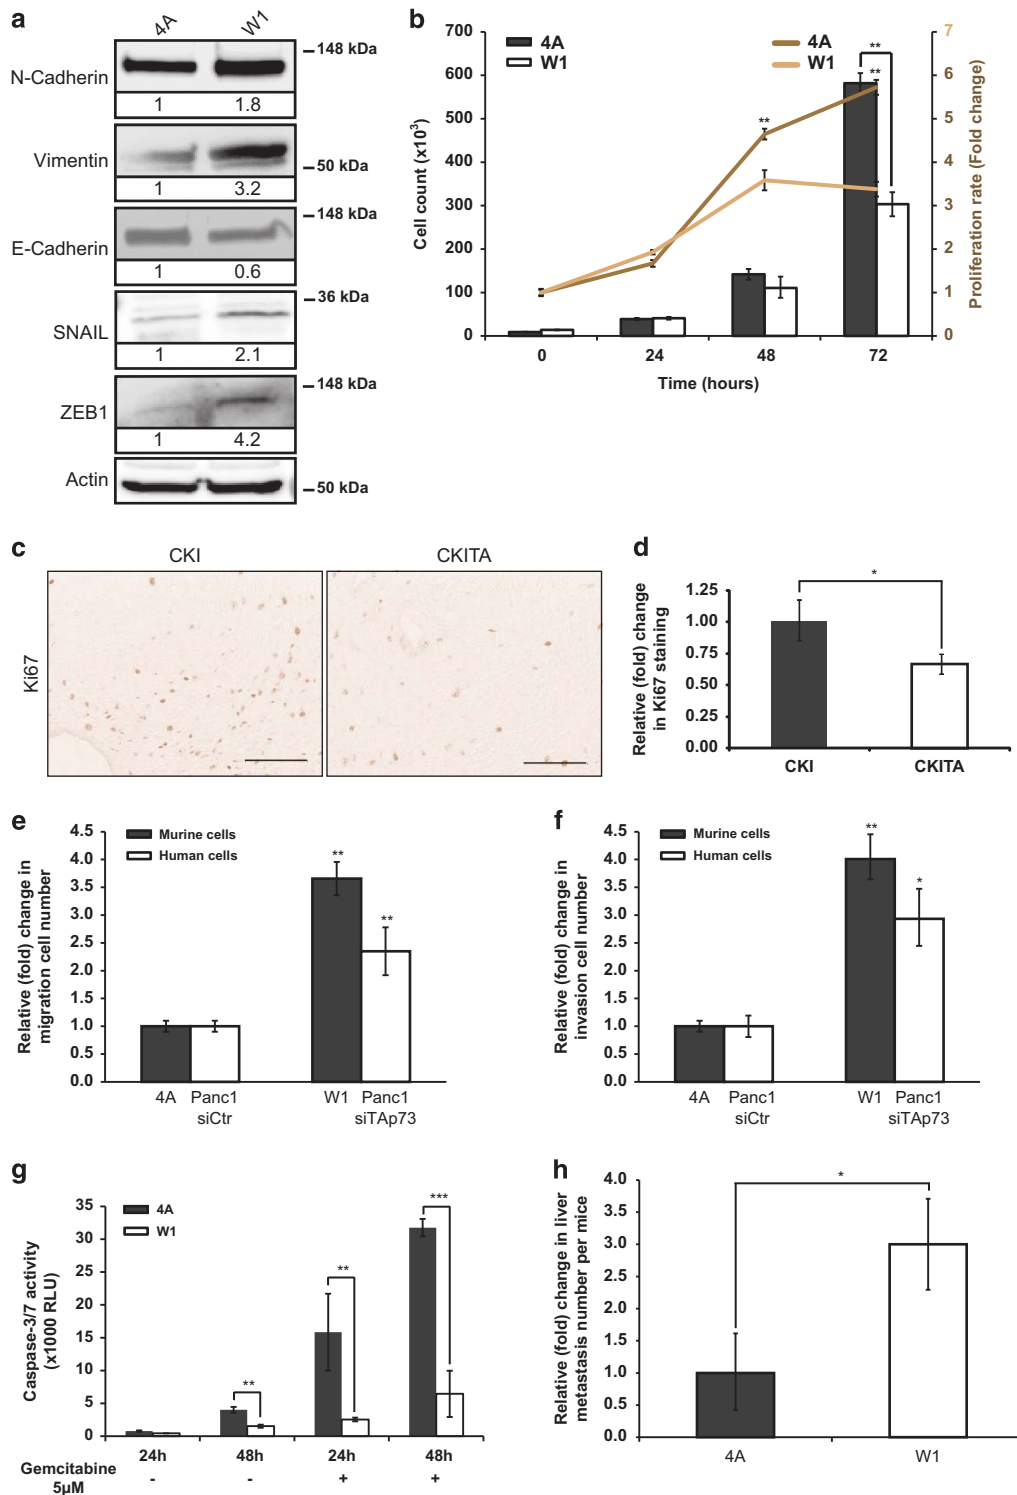 a
4A W1
N-Cadherin
148 kDa
1 1.8
Vimentin
50 kDa
1 3.2
E-Cadherin
148 kDa
1 0.6
SNAIL
36 kDa
1 2.1
ZEB1
148 kDa
1 4.2
Actin
50 kDa
b
Cell count (x10³)
700
600
500
400
300
200
100
0
4A
W1
4A
W1
**
**
**
7
6
5
4
3
2
1
0
Proliferation rate (Fold change)
0 24 48 72
Time (hours)
c
CKI CKITA
Ki67
d
Relative (fold) change
in Ki67 staining
1.25
1.00
0.75
0.50
0.25
0.00
*
CKI CKITA
e
Relative (fold) change in
migration cell number
4.5
4.0
3.5
3.0
2.5
2.0
1.5
1.0
0.5
0.0
Murine cells
Human cells
**
**
4A Panc1 W1 Panc1
siCtr siTAp73
f
Relative (fold) change in
invasion cell number
4.5
4.0
3.5
3.0
2.5
2.0
1.5
1.0
0.5
0.0
Murine cells
Human cells
**
*
4A Panc1 W1 Panc1
siCtr siTAp73
g
Caspase-3/7 activity
(x1000 RLU)
35
30
25
20
15
10
5
0
4A
W1
**
**
***
24h 48h 24h 48h
Gemcitabine
5µM
- - + +
h
Relative (fold) change in liver
metastasis number per mice
4.0
3.5
3.0
2.5
2.0
1.5
1.0
0.5
0.0
*
4A W1